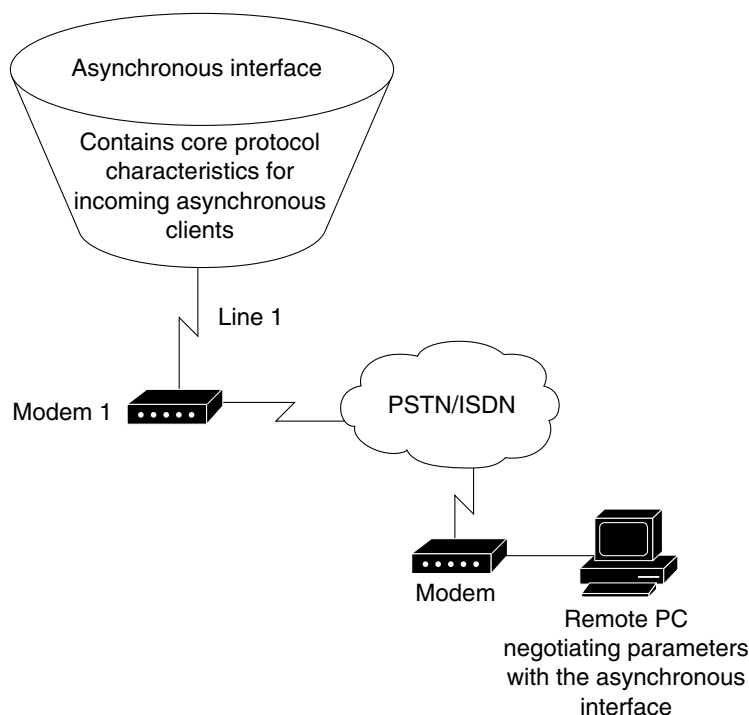 Asynchronous interface
Contains core protocol
characteristics for
incoming asynchronous
clients
Line 1
Modem 1
PSTN/ISDN
Modem
Remote PC
negotiating parameters
with the asynchronous
interface